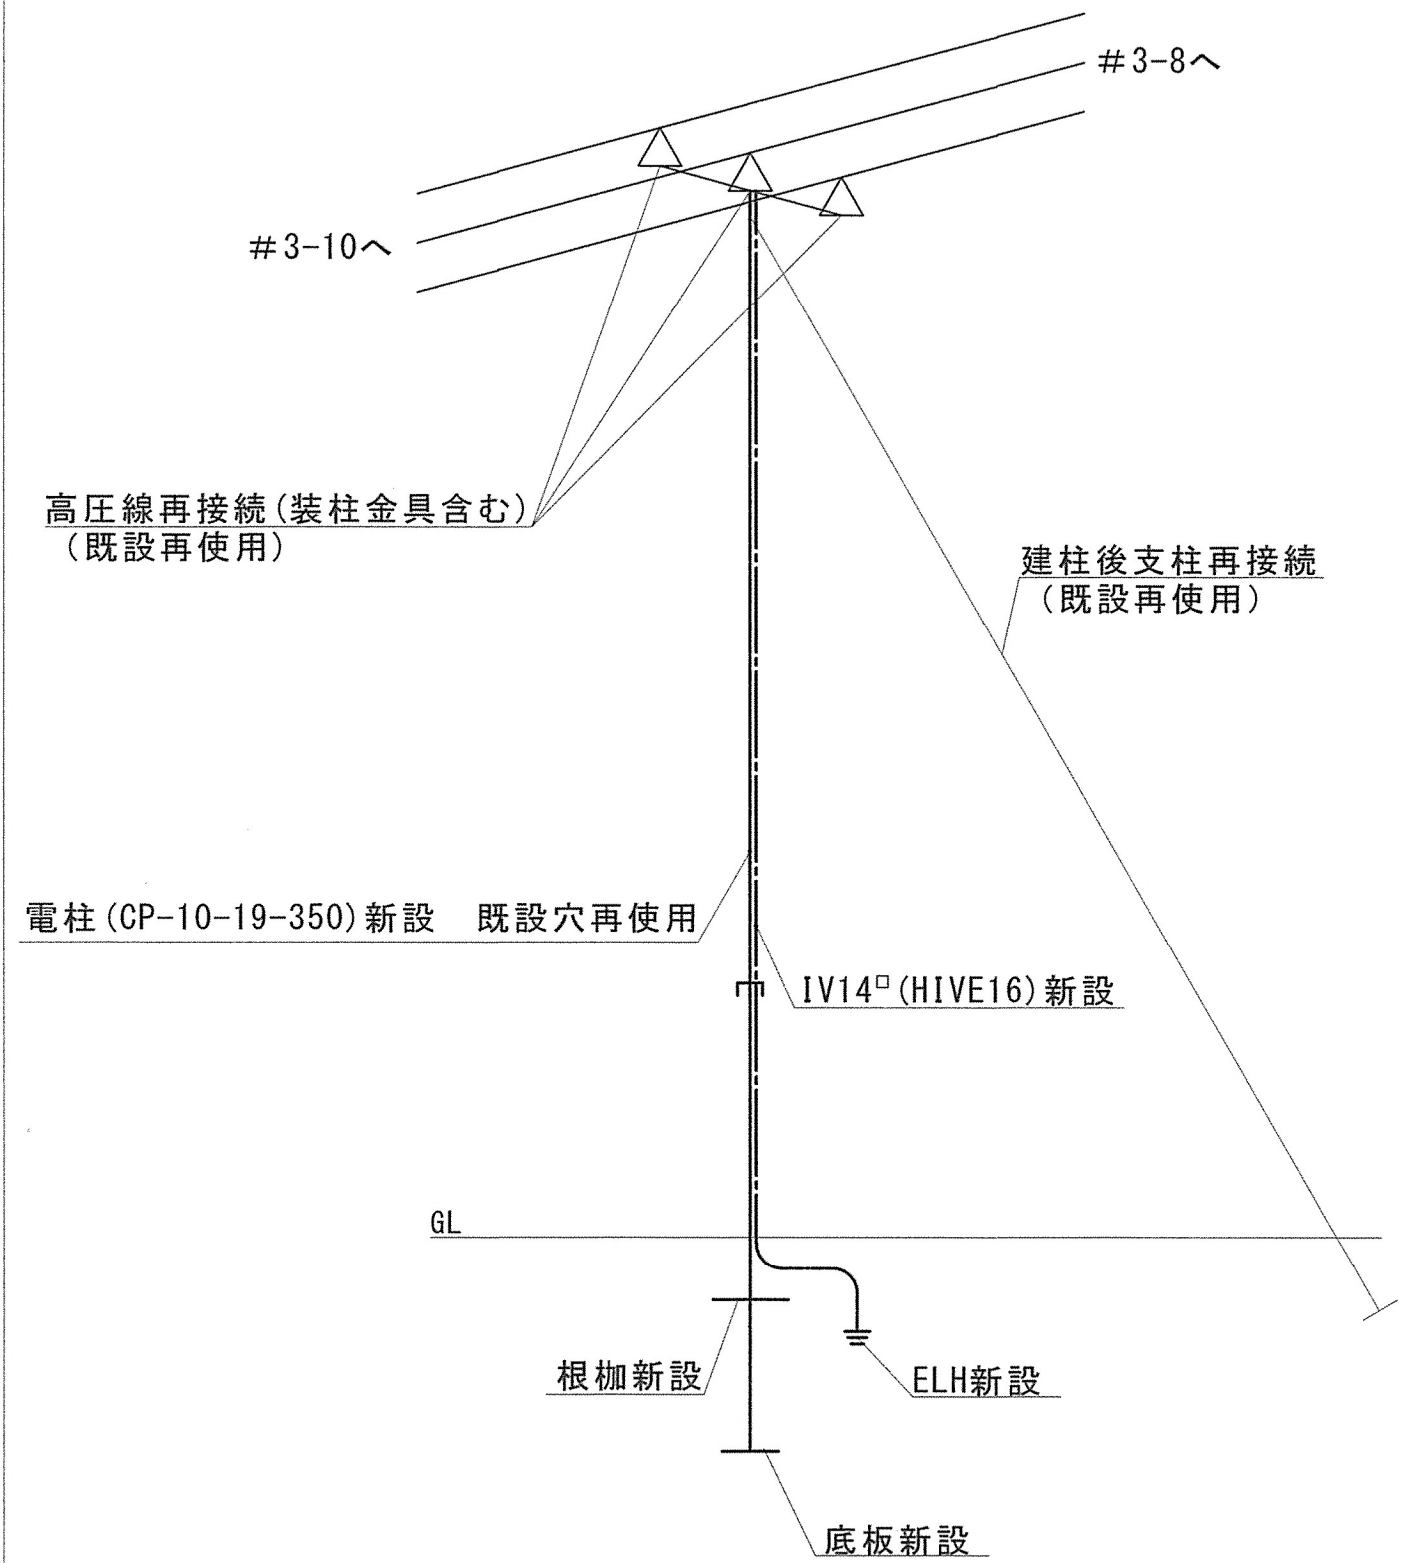 #3-8へ
#3-10へ
高圧線再接続(装柱金具含む)
(既設再使用)
建柱後支柱再接続
(既設再使用)
電柱(CP-10-19-350)新設　既設穴再使用
IV14□(HIVE16)新設
GL
根枷新設
ELH新設
底板新設